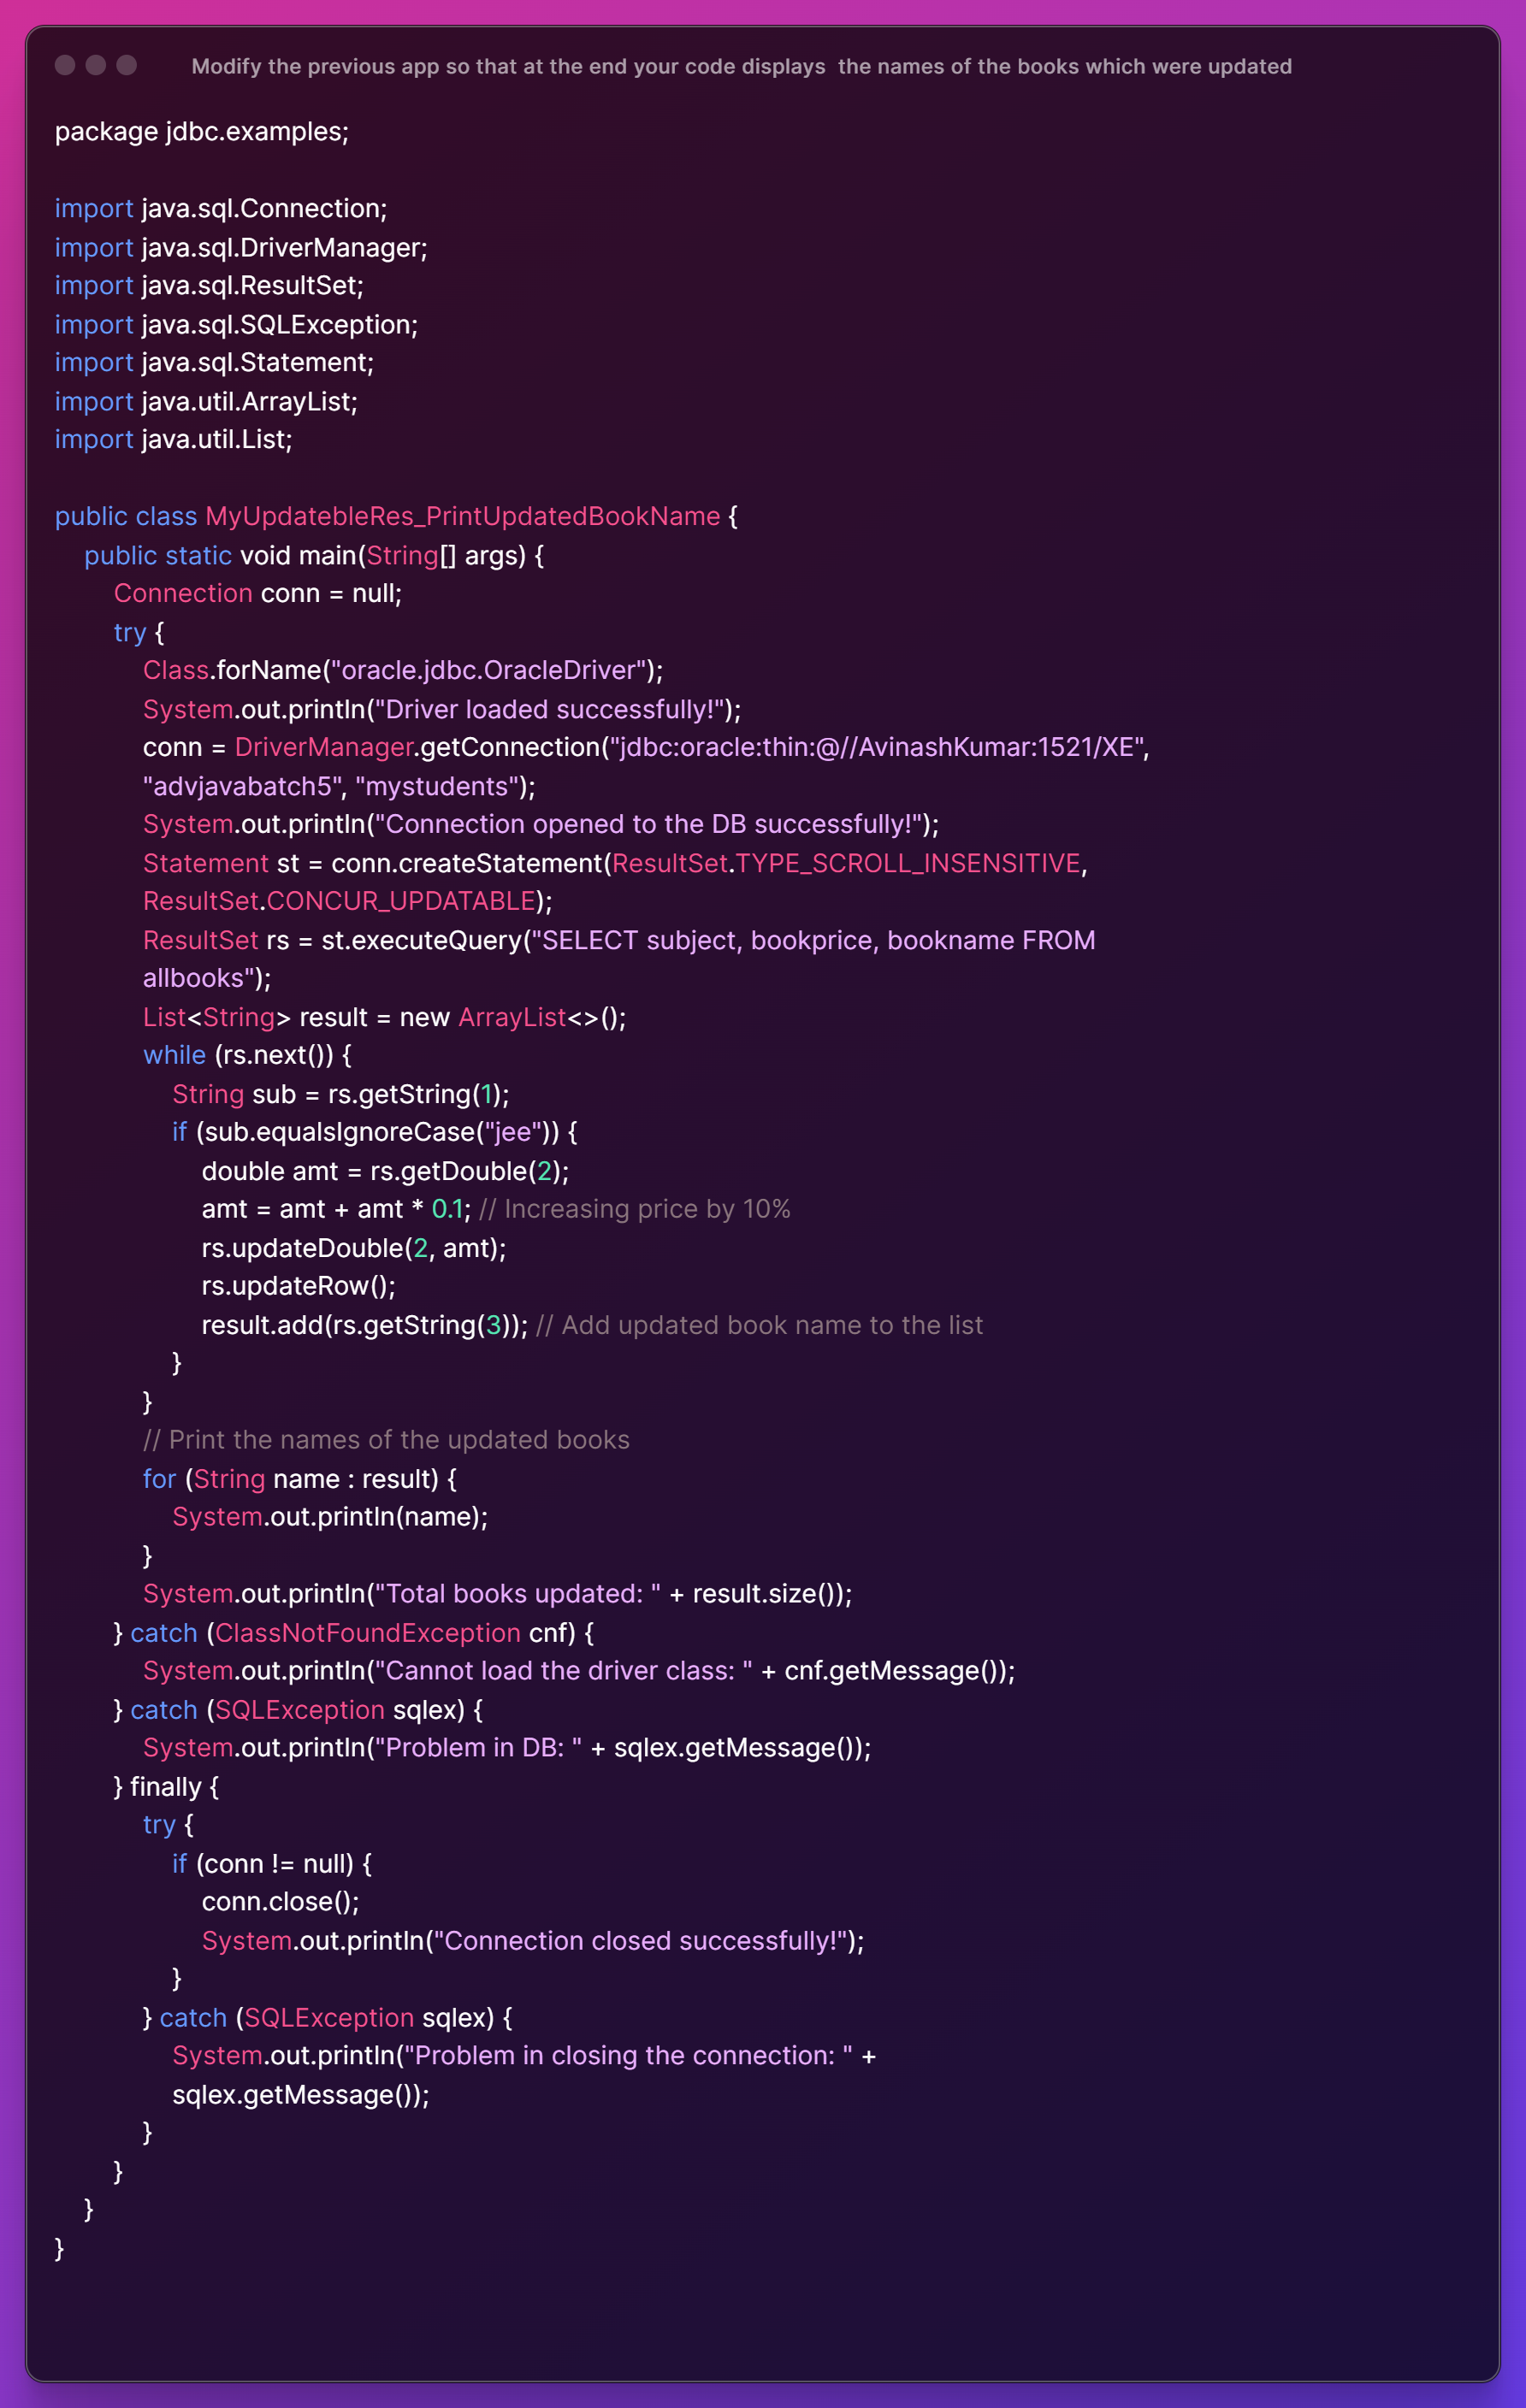 Modify the previous app so that at the end your code displays  the names of the books which were updated
package jdbc.examples;

import java.sql.Connection;
import java.sql.DriverManager;
import java.sql.ResultSet;
import java.sql.SQLException;
import java.sql.Statement;
import java.util.ArrayList;
import java.util.List;

public class MyUpdatebleRes_PrintUpdatedBookName {
    public static void main(String[] args) {
        Connection conn = null;
        try {
            Class.forName("oracle.jdbc.OracleDriver");
            System.out.println("Driver loaded successfully!");
            conn = DriverManager.getConnection("jdbc:oracle:thin:@//AvinashKumar:1521/XE",
            "advjavabatch5", "mystudents");
            System.out.println("Connection opened to the DB successfully!");
            Statement st = conn.createStatement(ResultSet.TYPE_SCROLL_INSENSITIVE,
            ResultSet.CONCUR_UPDATABLE);
            ResultSet rs = st.executeQuery("SELECT subject, bookprice, bookname FROM
            allbooks");
            List<String> result = new ArrayList<>();
            while (rs.next()) {
                String sub = rs.getString(1);
                if (sub.equalsIgnoreCase("jee")) {
                    double amt = rs.getDouble(2);
                    amt = amt + amt * 0.1; // Increasing price by 10%
                    rs.updateDouble(2, amt);
                    rs.updateRow();
                    result.add(rs.getString(3)); // Add updated book name to the list
                }
            }
            // Print the names of the updated books
            for (String name : result) {
                System.out.println(name);
            }
            System.out.println("Total books updated: " + result.size());
        } catch (ClassNotFoundException cnf) {
            System.out.println("Cannot load the driver class: " + cnf.getMessage());
        } catch (SQLException sqlex) {
            System.out.println("Problem in DB: " + sqlex.getMessage());
        } finally {
            try {
                if (conn != null) {
                    conn.close();
                    System.out.println("Connection closed successfully!");
                }
            } catch (SQLException sqlex) {
                System.out.println("Problem in closing the connection: " +
                sqlex.getMessage());
            }
        }
    }
}